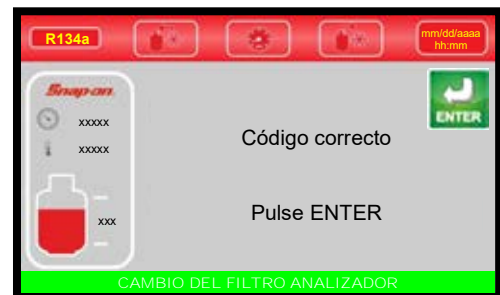 R134a
mm/dd/aaaa
hh:mm
Snap-on
xxxxx
xxxxx
xxx
ENTER
Código correcto
Pulse ENTER
CAMBIO DEL FILTRO ANALIZADOR